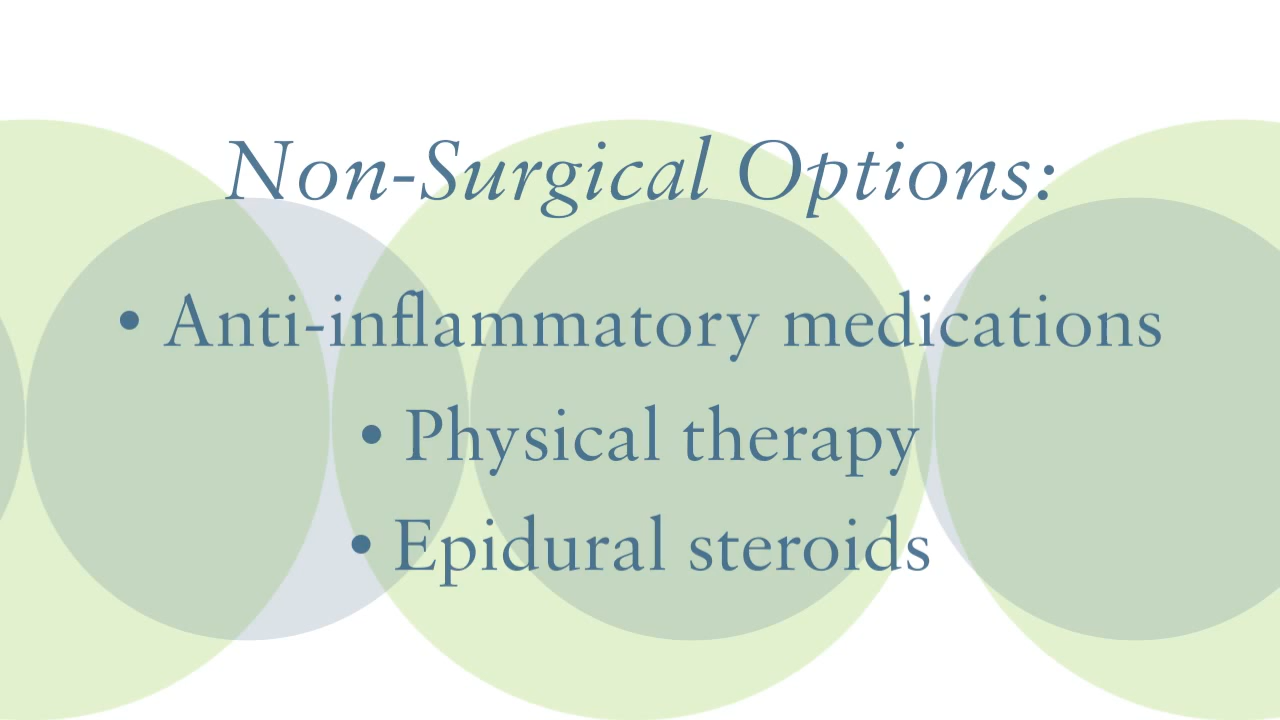 Non-Surgical Options:
• Anti-inflammatory medications
• Physical therapy
• Epidural steroids